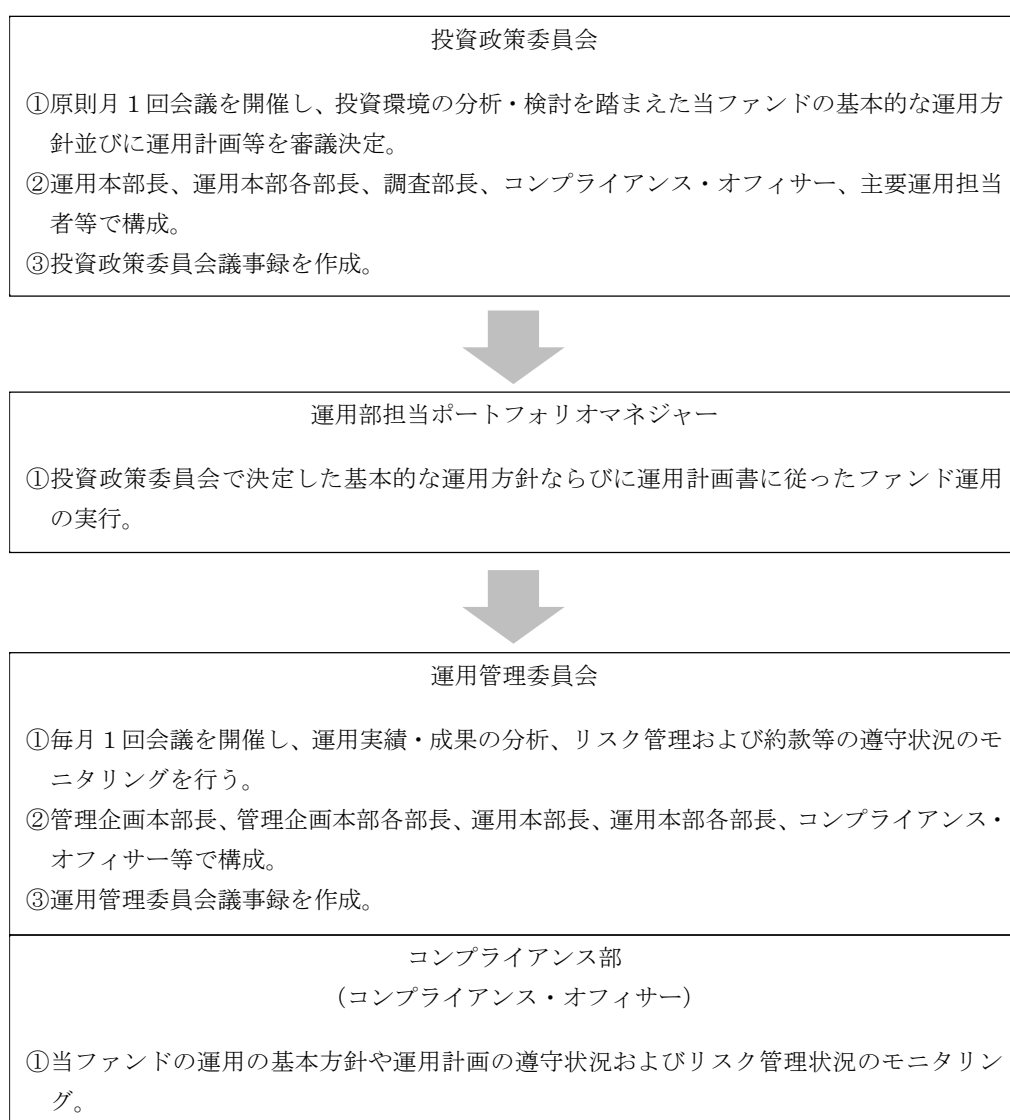 投資政策委員会
①原則月１回会議を開催し、投資環境の分析・検討を踏まえた当ファンドの基本的な運用方
針並びに運用計画等を審議決定。
②運用本部長、運用本部各部長、調査部長、コンプライアンス・オフィサー、主要運用担当
者等で構成。
③投資政策委員会議事録を作成。
運用部担当ポートフォリオマネジャー
①投資政策委員会で決定した基本的な運用方針ならびに運用計画書に従ったファンド運用
の実行。
運用管理委員会
①毎月１回会議を開催し、運用実績・成果の分析、リスク管理および約款等の遵守状況のモ
ニタリングを行う。
②管理企画本部長、管理企画本部各部長、運用本部長、運用本部各部長、コンプライアンス・
オフィサー等で構成。
③運用管理委員会議事録を作成。
コンプライアンス部
（コンプライアンス・オフィサー）
①当ファンドの運用の基本方針や運用計画の遵守状況およびリスク管理状況のモニタリン
グ。